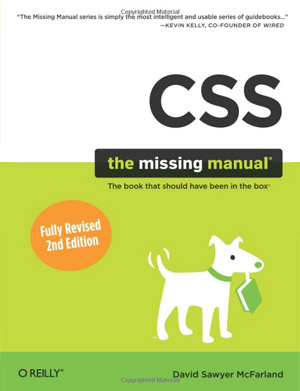 "The Missing Manual series is simply the most intelligent and usable series of guidebooks..."
—KEVIN KELLY, CO-FOUNDER OF WIRED
CSS
the missing manual®
The book that should have been in the box®
Fully Revised
2nd Edition
O'REILLY®
David Sawyer McFarland